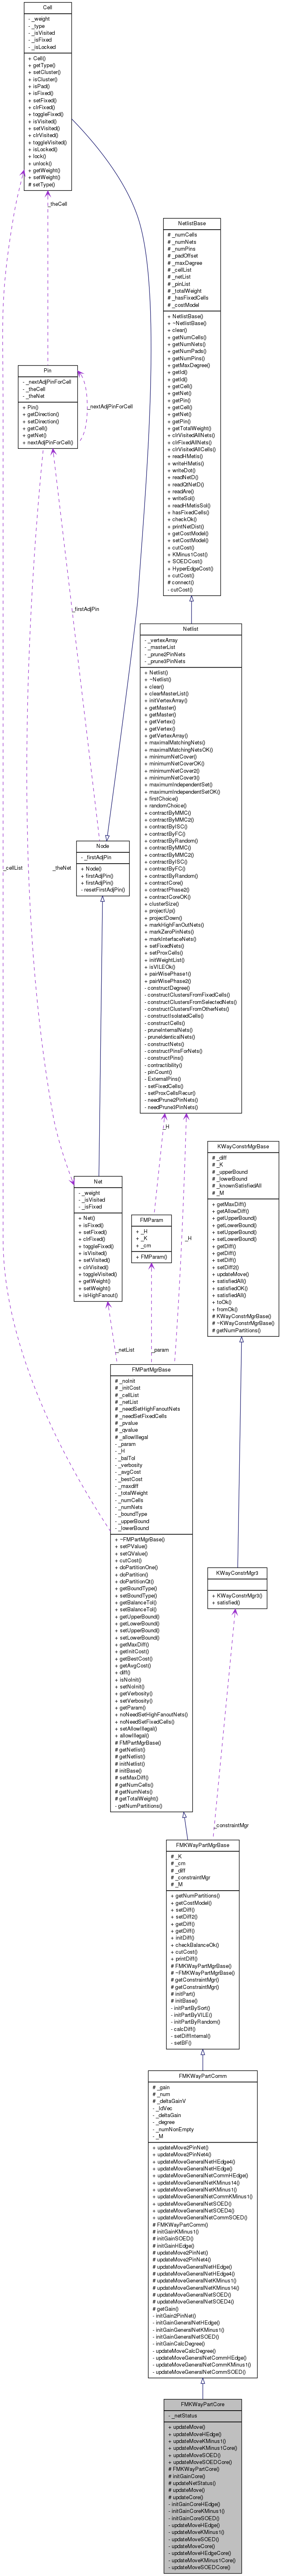 Cell
- _weight
- _type
- _isVisited
- _isFixed
- _isLocked
+ Cell()
+ getType()
+ setCluster()
+ isCluster()
+ isPad()
+ isFixed()
+ setFixed()
+ clrFixed()
+ toggleFixed()
+ isVisited()
+ setVisited()
+ clrVisited()
+ toggleVisited()
+ isLocked()
+ lock()
+ unlock()
+ getWeight()
+ setWeight()
# setType()
_theCell
NetlistBase
# _numCells
# _numNets
# _numPins
# _padOffset
# _maxDegree
# _cellList
# _netList
# _pinList
# _totalWeight
# _hasFixedCells
# _costModel
+ NetlistBase()
+ ~NetlistBase()
+ clear()
+ getNumCells()
+ getNumNets()
+ getNumPads()
+ getNumPins()
+ getMaxDegree()
+ getId()
+ getId()
+ getCell()
+ getNet()
+ getPin()
+ getCell()
+ getNet()
+ getPin()
+ getTotalWeight()
+ clrVisitedAllNets()
+ clrFixedAllNets()
+ clrVisitedAllCells()
+ readHMetis()
+ writeHMetis()
+ writeDot()
+ readNetD()
+ readQtNetD()
+ readAre()
+ writeSol()
+ readHMetisSol()
+ hasFixedCells()
+ checkOk()
+ printNetDist()
+ getCostModel()
+ setCostModel()
+ cutCost()
+ KMinus1Cost()
+ SOEDCost()
+ HyperEdgeCost()
+ cutCost()
# connect()
- cutCost()
Pin
- _nextAdjPinForCell
- _theCell
- _theNet
+ Pin()
+ getDirection()
+ setDirection()
+ getCell()
+ getNet()
+ nextAdjPinForCell()
_nextAdjPinForCell
_firstAdjPin
Netlist
- _vertexArray
- _masterList
- _prune2PinNets
- _prune3PinNets
+ Netlist()
+ ~Netlist()
+ clear()
+ clearMasterList()
+ initVertexArray()
+ getMaster()
+ getMaster()
+ getVertex()
+ getVertex()
+ getVertexArray()
+ maximalMatchingNets()
+ maximalMatchingNetsOK()
+ minimumNetCover()
+ minimumNetCoverOK()
+ minimumNetCover2()
+ minimumNetCover3()
+ maximumIndependentSet()
+ maximumIndependentSetOK()
+ firstChoice()
+ randomChoice()
+ contractByMMC()
+ contractByMMC2()
+ contractByISC()
+ contractByFC()
+ contractByRandom()
+ contractByMMC()
+ contractByMMC2()
+ contractByISC()
+ contractByFC()
+ contractByRandom()
+ contractCore()
+ contractPhase2()
+ contractCoreOK()
+ clusterSize()
+ projectUp()
+ projectDown()
+ markHighFanOutNets()
+ markZeroPinNets()
+ markInterfaceNets()
+ setFixedNets()
+ setProxCells()
+ initWeightList()
+ isVILEOk()
+ pairWisePhase1()
+ pairWisePhase2()
- constructDegree()
- constructClustersFromFixedCells()
- constructClustersFromSelectedNets()
- constructClustersFromOtherNets()
- constructIsolatedCells()
- constructCells()
- pruneInternalNets()
- pruneIdenticalNets()
- constructNets()
- constructPinsForNets()
- constructPins()
- contractibility()
- pinCount()
- ExternalPins()
- setFixedCells()
- setProxCellsRecur()
- needPrune2PinNets()
- needPrune3PinNets()
Node
- _firstAdjPin
+ Node()
+ firstAdjPin()
+ firstAdjPin()
- resetFirstAdjPin()
_cellList
_theNet
_H
KWayConstrMgrBase
# _diff
# _K
# _upperBound
# _lowerBound
# _knownSatisfiedAll
# _M
+ getMaxDiff()
+ getAllowDiff()
+ getUpperBound()
+ getLowerBound()
+ setUpperBound()
+ setLowerBound()
+ getDiff()
+ getDiff()
+ setDiff()
+ setDiff2()
+ updateMove()
+ satisfiedAll()
+ satisfiedOK()
+ satisfiedAll()
+ toOk()
+ fromOk()
# KWayConstrMgrBase()
# ~KWayConstrMgrBase()
# getNumPartitions()
Net
- _weight
- _isVisited
- _isFixed
+ Net()
+ isFixed()
+ setFixed()
+ clrFixed()
+ toggleFixed()
+ isVisited()
+ setVisited()
+ clrVisited()
+ toggleVisited()
+ getWeight()
+ setWeight()
+ isHighFanout()
FMParam
+ _H
+ _K
+ _cm
+ FMParam()
_H
_netList
_param
FMPartMgrBase
# _noInit
# _initCost
# _cellList
# _netList
# _needSetHighFanoutNets
# _needSetFixedCells
# _pvalue
# _qvalue
# _allowIllegal
- _param
- _H
- _balTol
- _verbosity
- _avgCost
- _bestCost
- _maxdiff
- _totalWeight
- _numCells
- _numNets
- _boundType
- _upperBound
- _lowerBound
+ ~FMPartMgrBase()
+ setPValue()
+ setQValue()
+ cutCost()
+ doPartitionOne()
+ doPartition()
+ doPartitionQt()
+ getBoundType()
+ setBoundType()
+ getBalanceTol()
+ setBalanceTol()
+ getUpperBound()
+ getLowerBound()
+ setUpperBound()
+ setLowerBound()
+ getMaxDiff()
+ getInitCost()
+ getBestCost()
+ getAvgCost()
+ diff()
+ isNoInit()
+ setNoInit()
+ getVerbosity()
+ setVerbosity()
+ getParam()
+ noNeedSetHighFanoutNets()
+ noNeedSetFixedCells()
+ setAllowIllegal()
+ allowIllegal()
# FMPartMgrBase()
# getNetlist()
# getNetlist()
# initNetlist()
# initBase()
# setMaxDiff()
# getNumCells()
# getNumNets()
# getTotalWeight()
- getNumPartitions()
KWayConstrMgr3
+ KWayConstrMgr3()
+ satisfied()
_constraintMgr
FMKWayPartMgrBase
# _K
# _cm
# _diff
# _constraintMgr
# _M
+ getNumPartitions()
+ getCostModel()
+ setDiff()
+ setDiff2()
+ getDiff()
+ getDiff()
+ initDiff()
+ checkBalanceOk()
+ cutCost()
+ printDiff()
# FMKWayPartMgrBase()
# ~FMKWayPartMgrBase()
# getConstraintMgr()
# getConstraintMgr()
# initPart()
# initBase()
- initPartBySort()
- initPartByVILE()
- initPartByRandom()
- calcDiff()
- setDiffInternal()
- setBF()
FMKWayPartComm
# _gain
# _num
# _deltaGainV
- _idVec
- _deltaGain
- _degree
- _numNonEmpty
- _M
+ updateMove2PinNet()
+ updateMove2PinNet4()
+ updateMoveGeneralNetHEdge4()
+ updateMoveGeneralNetHEdge()
+ updateMoveGeneralNetCommHEdge()
+ updateMoveGeneralNetKMinus14()
+ updateMoveGeneralNetKMinus1()
+ updateMoveGeneralNetCommKMinus1()
+ updateMoveGeneralNetSOED()
+ updateMoveGeneralNetSOED4()
+ updateMoveGeneralNetCommSOED()
# FMKWayPartComm()
# initGainKMinus1()
# initGainSOED()
# initGainHEdge()
# updateMove2PinNet()
# updateMove2PinNet4()
# updateMoveGeneralNetHEdge()
# updateMoveGeneralNetHEdge4()
# updateMoveGeneralNetKMinus1()
# updateMoveGeneralNetKMinus14()
# updateMoveGeneralNetSOED()
# updateMoveGeneralNetSOED4()
# getGain()
- initGain2PinNet()
- initGainGeneralNetHEdge()
- initGainGeneralNetKMinus1()
- initGainGeneralNetSOED()
- initGainCalcDegree()
- updateMoveCalcDegree()
- updateMoveGeneralNetCommHEdge()
- updateMoveGeneralNetCommKMinus1()
- updateMoveGeneralNetCommSOED()
FMKWayPartCore
- _netStatus
+ updateMove()
+ updateMoveHEdge()
+ updateMoveKMinus1()
+ updateMoveKMinus1Core()
+ updateMoveSOED()
+ updateMoveSOEDCore()
# FMKWayPartCore()
# initGainCore()
# updateNetStatus()
# updateMove()
# updateCore()
- initGainCoreHEdge()
- initGainCoreKMinus1()
- initGainCoreSOED()
- updateMoveHEdge()
- updateMoveKMinus1()
- updateMoveSOED()
- updateMoveCore()
- updateMoveHEdgeCore()
- updateMoveKMinus1Core()
- updateMoveSOEDCore()